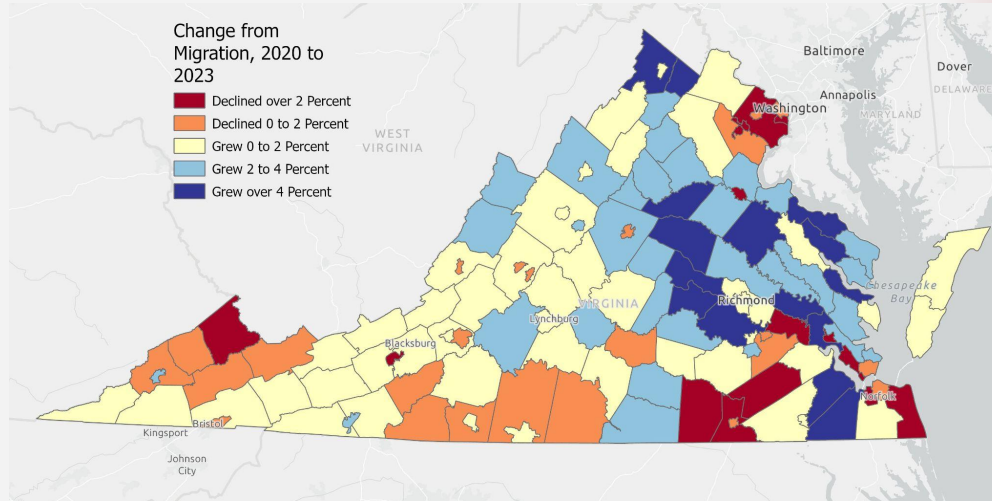 Change from
Migration, 2020 to
2023
Declined over 2 Percent
Declined 0 to 2 Percent
Grew 0 to 2 Percent
Grew 2 to 4 Percent
Grew over 4 Percent
Baltimore
Dover
DELAWARE
Annapolis
Washington
MARYLAND
WEST
VIRGINIA
Chesapeake
Bay
Richmond
VIRGINIA
Lynchburg
Blacksburg
Norfolk
Bristol
Kingsport
Johnson
City